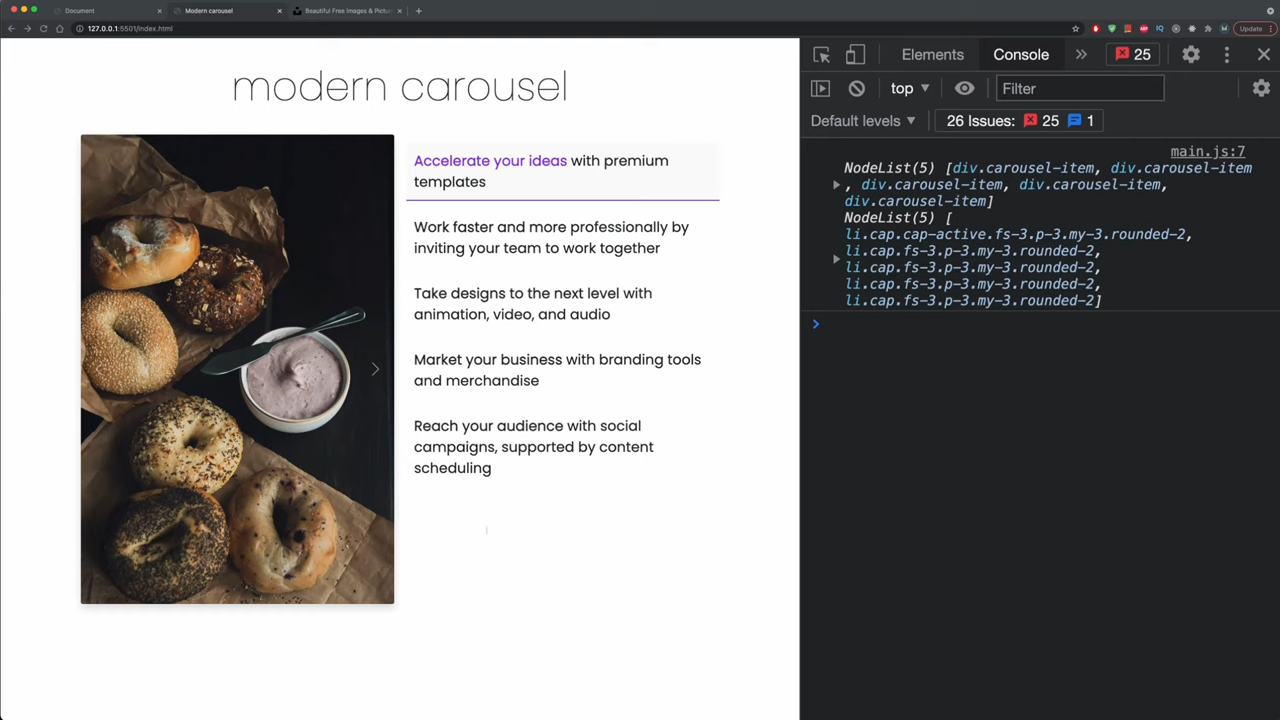 Document
Modern carousel
Beautiful Free Images & Pictur
127.0.0.1:5501/index.html
Update
modern carousel
Accelerate your ideas with premium
templates
Work faster and more professionally by
inviting your team to work together
Take designs to the next level with
animation, video, and audio
Market your business with branding tools
and merchandise
Reach your audience with social
campaigns, supported by content
scheduling
Elements
Console
25
top
Filter
Default levels
26 Issues: 25 1
main.js:7
NodeList(5) [div.carousel-item, div.carousel-item
, div.carousel-item, div.carousel-item,
div.carousel-item]
NodeList(5) [
li.cap.cap-active.fs-3.p-3.my-3.rounded-2,
li.cap.fs-3.p-3.my-3.rounded-2,
li.cap.fs-3.p-3.my-3.rounded-2,
li.cap.fs-3.p-3.my-3.rounded-2,
li.cap.fs-3.p-3.my-3.rounded-2]